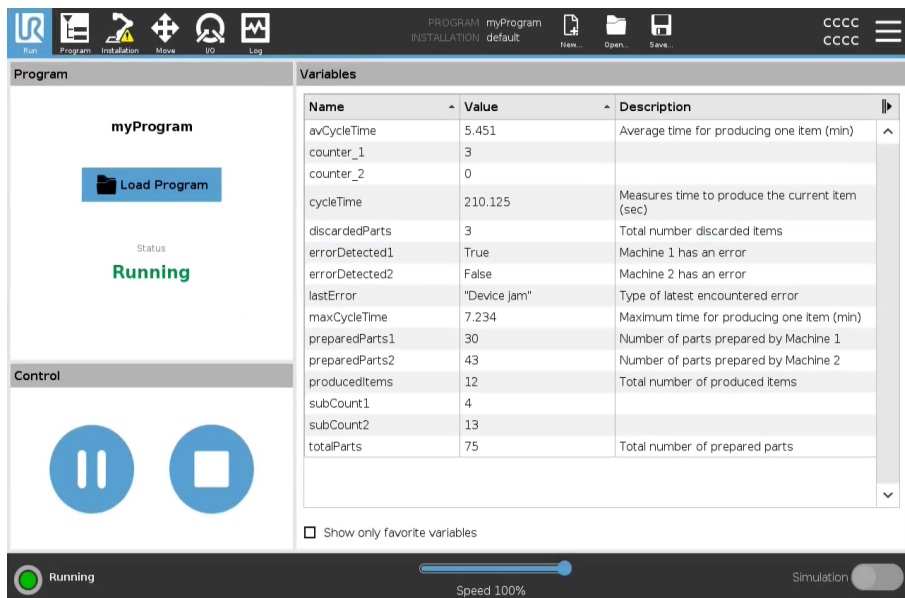 UR
PROGRAM myProgram
INSTALLATION default
CCCC
CCCC
Run Program Installation Move I/O Log New... Open... Save...
Program
myProgram
Load Program
Status
Running
Control
Variables
Name Value Description
avCycleTime 5.451 Average time for producing one item (min)
counter_1 3
counter_2 0
cycleTime 210.125 Measures time to produce the current item
(sec)
discardedParts 3 Total number discarded items
errorDetected1 True Machine 1 has an error
errorDetected2 False Machine 2 has an error
lastError "Device jam" Type of latest encountered error
maxCycleTime 7.234 Maximum time for producing one item (min)
preparedParts1 30 Number of parts prepared by Machine 1
preparedParts2 43 Number of parts prepared by Machine 2
producedItems 12 Total number of produced items
subCount1 4
subCount2 13
totalParts 75 Total number of prepared parts
Show only favorite variables
Running
Speed 100%
Simulation